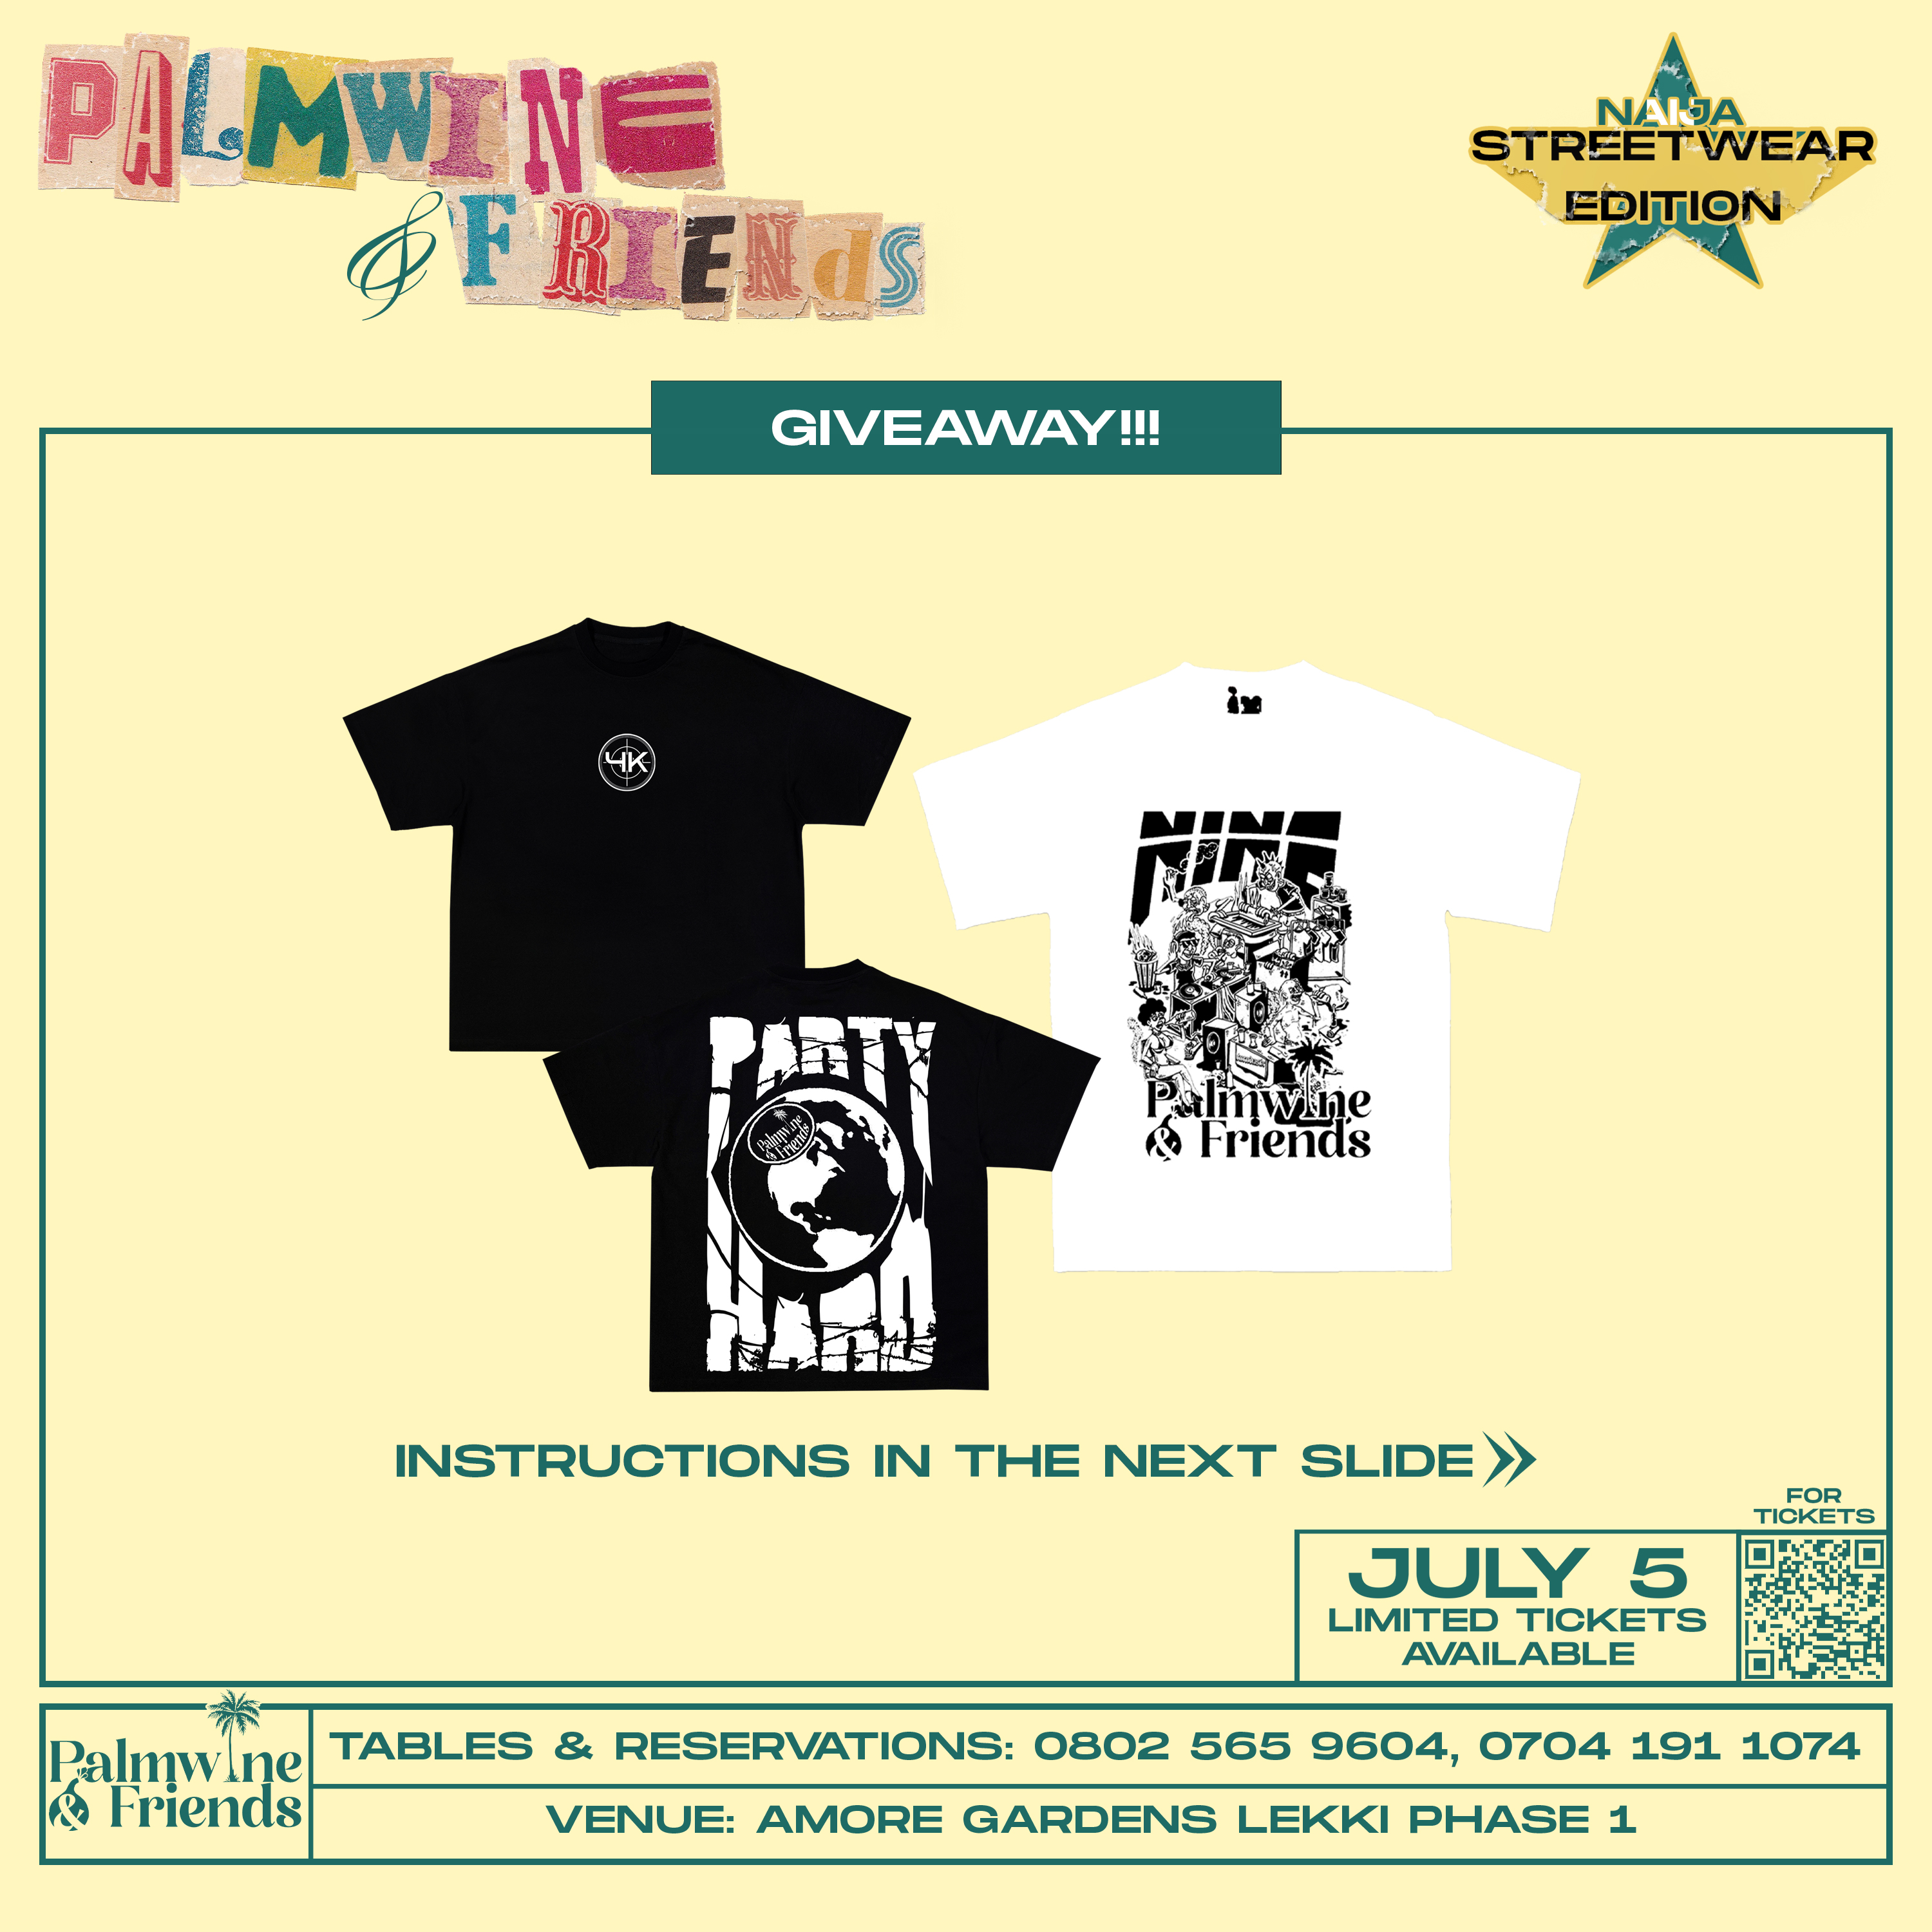 PALMWINE
& FRIENds
NAIJA
STREETWEAR
EDITION
GIVEAWAY!!!
4K
PARTY
HARD
Palmwine
& Friends
NINE
Palmwine
& Friends
INSTRUCTIONS IN THE NEXT SLIDE
FOR
TICKETS
JULY 5
LIMITED TICKETS
AVAILABLE
Palmwine
& Friends
TABLES & RESERVATIONS: 0802 565 9604, 0704 191 1074
VENUE: AMORE GARDENS LEKKI PHASE 1